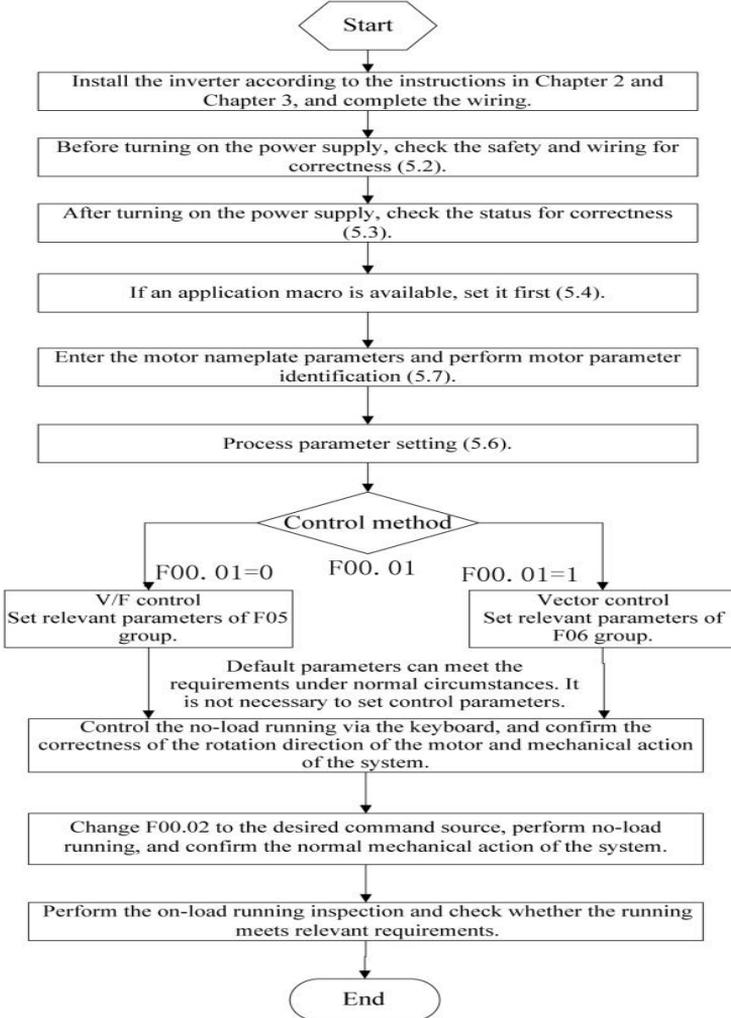 Start
Install the inverter according to the instructions in Chapter 2 and
Chapter 3, and complete the wiring.
Before turning on the power supply, check the safety and wiring for
correctness (5.2).
After turning on the power supply, check the status for correctness
(5.3).
If an application macro is available, set it first (5.4).
Enter the motor nameplate parameters and perform motor parameter
identification (5.7).
Process parameter setting (5.6).
Control method
F00.01=0
F00.01
F00.01=1
V/F control
Set relevant parameters of F05
group.
Vector control
Set relevant parameters of
F06 group.
Default parameters can meet the
requirements under normal circumstances. It
is not necessary to set control parameters.
Control the no-load running via the keyboard, and confirm the
correctness of the rotation direction of the motor and mechanical action
of the system.
Change F00.02 to the desired command source, perform no-load
running, and confirm the normal mechanical action of the system.
Perform the on-load running inspection and check whether the running
meets relevant requirements.
End